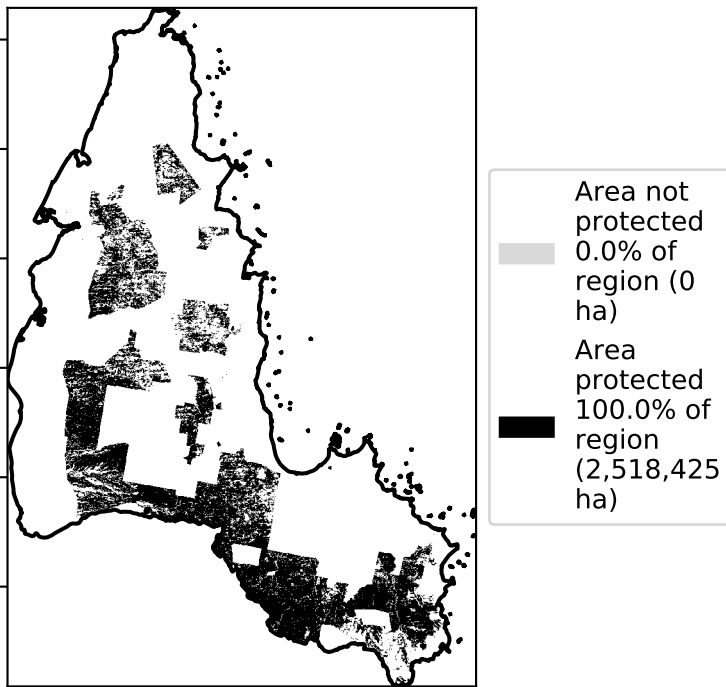 Area not
protected
0.0% of
region (0
ha)
Area
protected
100.0% of
region
(2,518,425
ha)